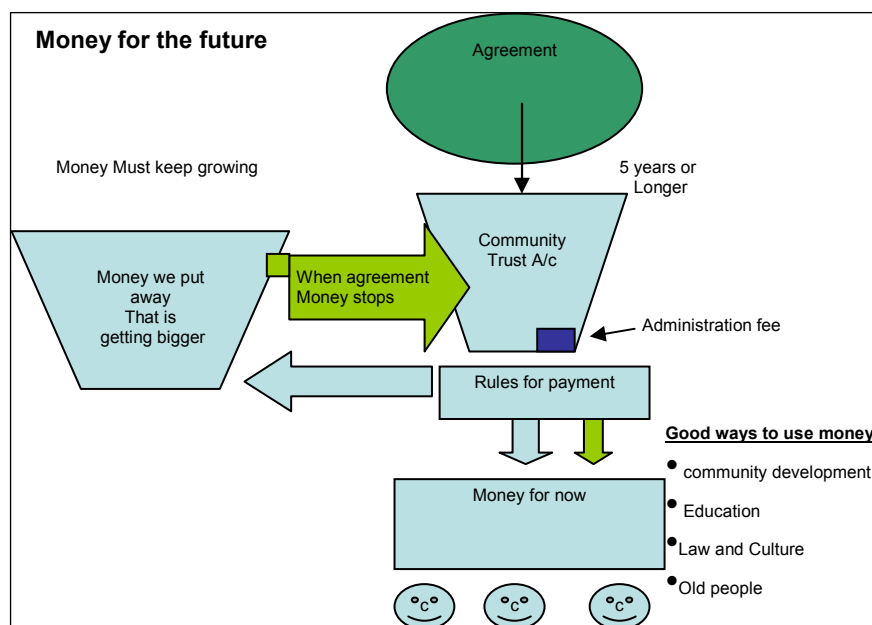 Money for the future
Agreement
Money Must keep growing
5 years or
Longer
Community
Trust A/c
Money we put
away
That is
getting bigger
When agreement
Money stops
Administration fee
Rules for payment
Good ways to use money
• community development
• Education
• Law and Culture
• Old people
Money for now
c c c